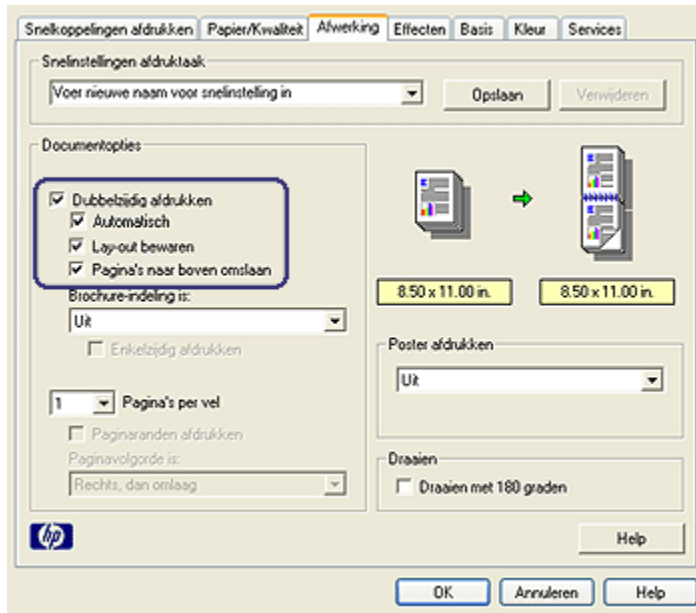 Snelkoppelingen afdrukken Papier/Kwaliteit Afwerking Effecten Basis Kleur Services
Snelinstellingen afdruktaak
Voer nieuwe naam voor snelinstelling in Opslaan Verwijderen
Documentopties
Dubbelzijdig afdrukken
Automatisch
Lay-out bewaren
Pagina's naar boven omslaan
Brochure-indeling is:
Uit
Enkelzijdig afdrukken
1 Pagina's per vel
Paginaranden afdrukken
Paginavolgorde is:
Rechts, dan omlaag
8.50 x 11.00 in. 8.50 x 11.00 in.
Poster afdrukken
Uit
Draaien
Draaien met 180 graden
hp Help
OK Annuleren Help